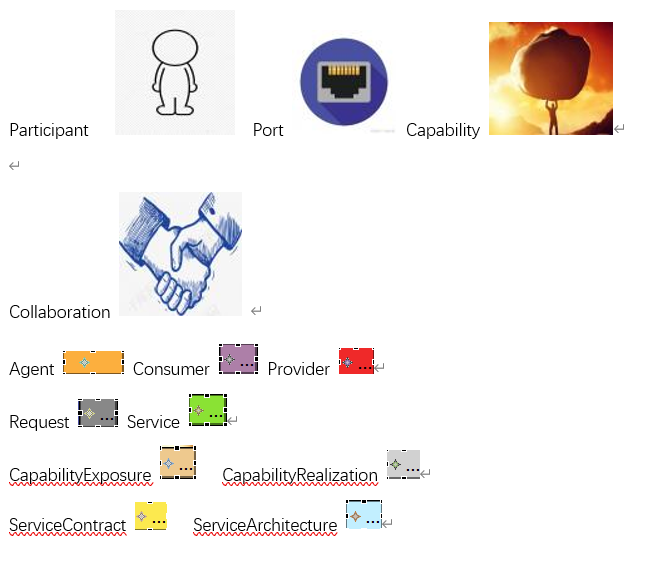 Participant Port Capability
Collaboration
Agent Consumer Provider
Request Service
CapabilityExposure CapabilityRealization
ServiceContract ServiceArchitecture